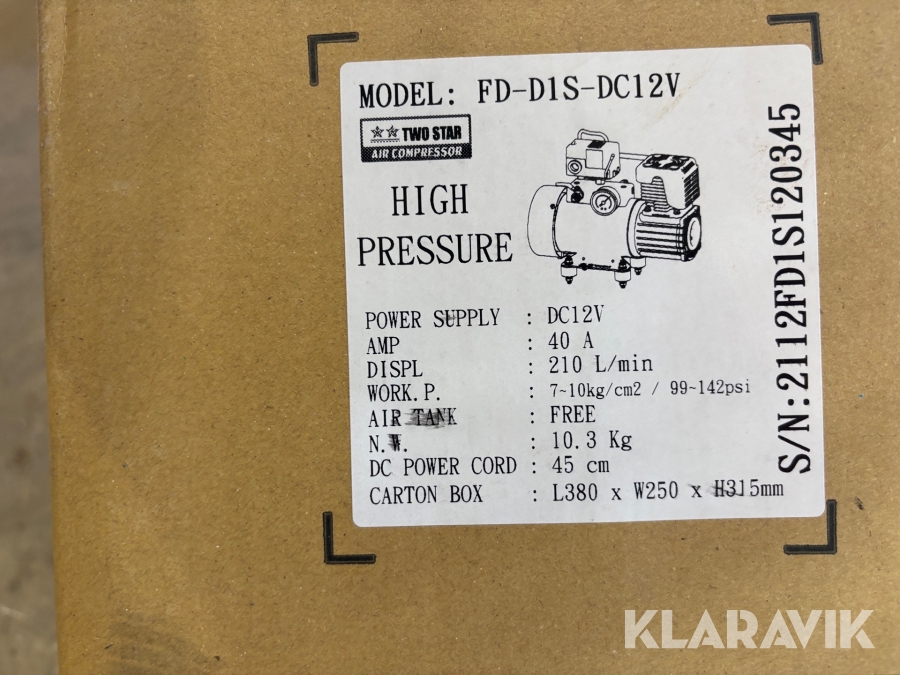 MODEL: FD-D1S-DC12V
TWO STAR
AIR COMPRESSOR
HIGH
PRESSURE
POWER SUPPLY : DC12V
AMP : 40 A
DISPL : 210 L/min
WORK.P. : 7~10kg/cm2 / 99~142psi
AIR TANK : FREE
N.W. : 10.3 Kg
DC POWER CORD : 45 cm
CARTON BOX : L380 x W250 x H315mm
S/N:2112FD1S120345
KLARAVIK